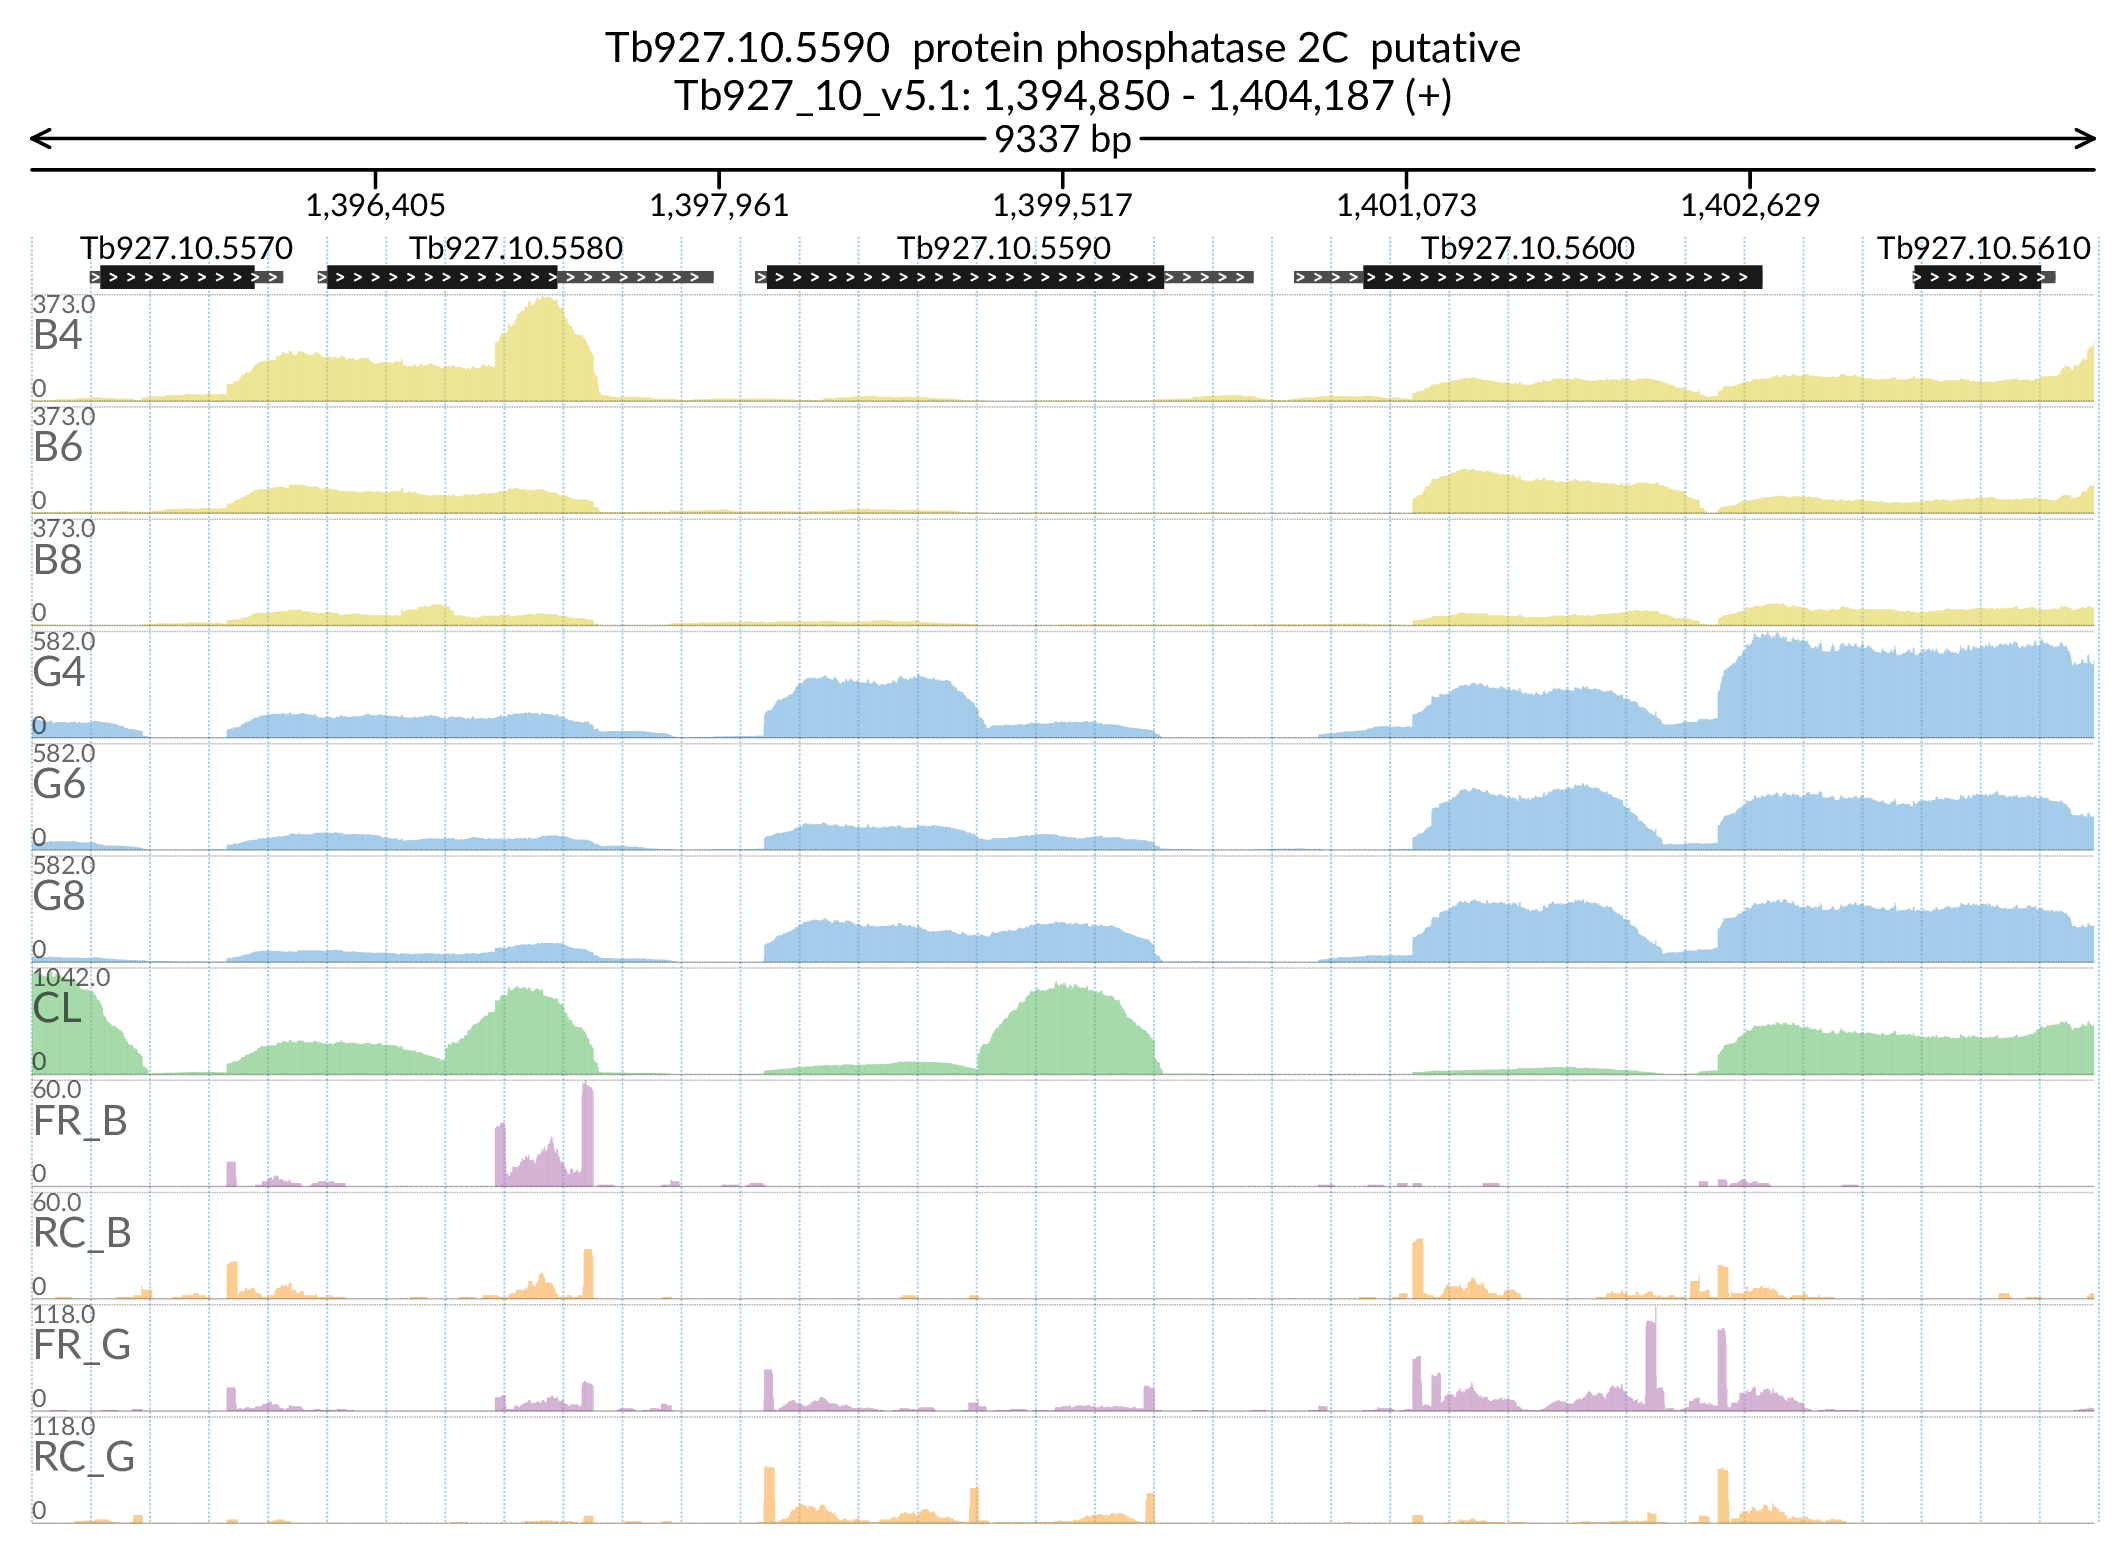 Tb927.10.5590  protein phosphatase 2C  putative
Tb927_10_v5.1: 1,394,850 - 1,404,187 (+)
9337 bp
1,396,405 1,397,961 1,399,517 1,401,073 1,402,629
Tb927.10.5570 Tb927.10.5580 Tb927.10.5590 Tb927.10.5600 Tb927.10.5610
373.0
B4
0
373.0
B6
0
373.0
B8
0
582.0
G4
0
582.0
G6
0
582.0
G8
0
1042.0
CL
0
60.0
FR_B
0
60.0
RC_B
0
118.0
FR_G
0
118.0
RC_G
0